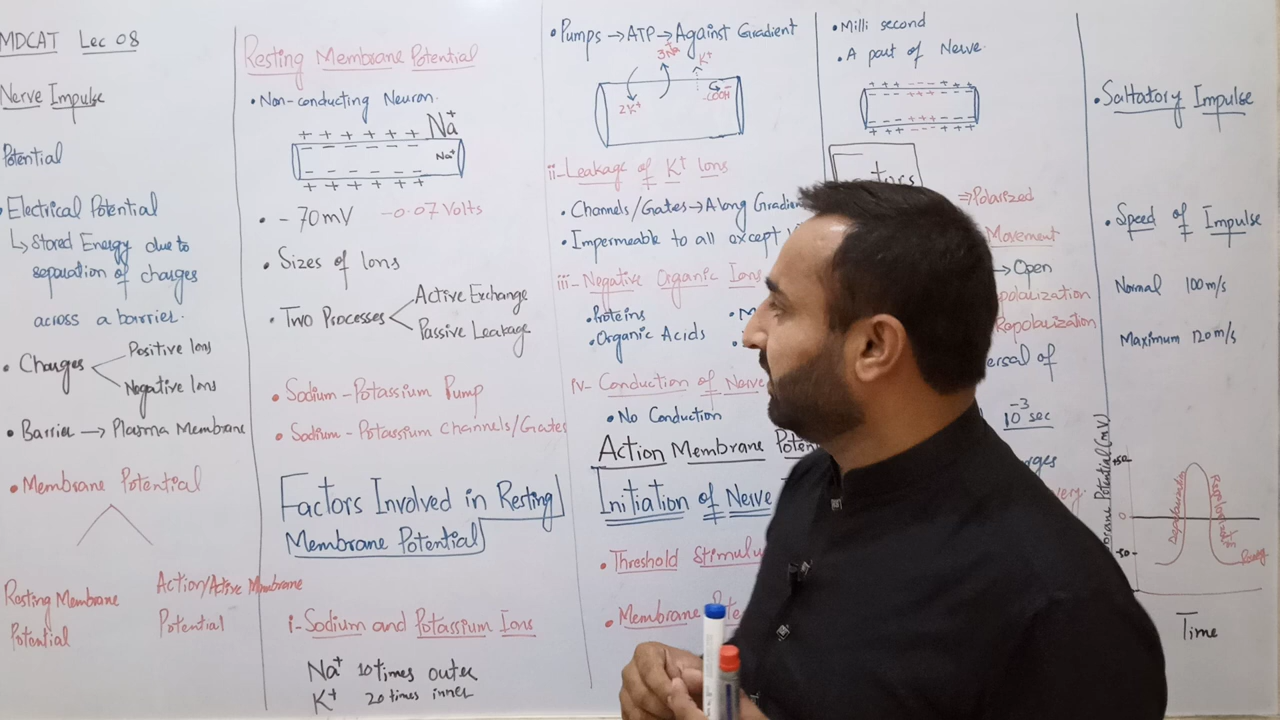 MDCAT Lec 08
Nerve Impulse
Potential
• Electrical Potential
↳ Stored Energy due to
separation of charges
across a barrier.
• Charges
Positive Ions
Negative Ions
• Barrier → Plasma Membrane
• Membrane Potential
Resting Membrane
Potential
Action/Active Membrane
Potential
Resting Membrane Potential
• Non-conducting Neuron.
+ + + + + + Na+
− − − − − − Na+
− − − − − −
+ + + + + +
• -70mV -0.07 Volts
• Sizes of Ions
• Two Processes
Active Exchange
Passive Leakage
• Sodium-Potassium Pump
• Sodium-Potassium Channels/Gates
Factors Involved in Resting
Membrane Potential
i- Sodium and Potassium Ions
Na+ 10 times outer
K+ 20 times inner
• Pumps → ATP → Against Gradient
3Na+
K+
2K+
-COOH
ii- Leakage of K+ Ions
• Channels/Gates → Along
• Impermeable to all except
iii- Negative Organic Ions
• Proteins
• Organic Acids
iv- Conduction of Nerve
• No Conduction
Action Membrane
Initiation of Nerve
• Threshold
• Membrane
• Milli second
• A part of Nerve.
+ + + - - - + + +
- - - + + + - - -
- - - + + + - - -
+ + + - - - + + +
⇒ Polarized
Movement
→ Open
of
10-3 sec
• Saltatory Impulse
• Speed of Impulse
Normal 100 m/s
Maximum 120 m/s
Potential (mV)
+50
0
-50
Depolarization
Repolarization
Time